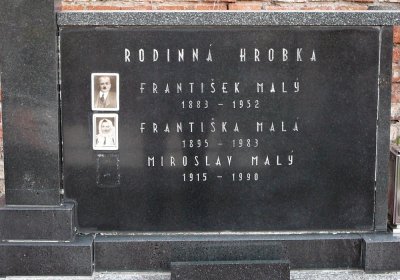 RODINNÁ HROBKA
FRANTIŠEK MALÝ
1883 – 1952
FRANTIŠKA MALÁ
1895 – 1983
MIROSLAV MALÝ
1915 – 1990